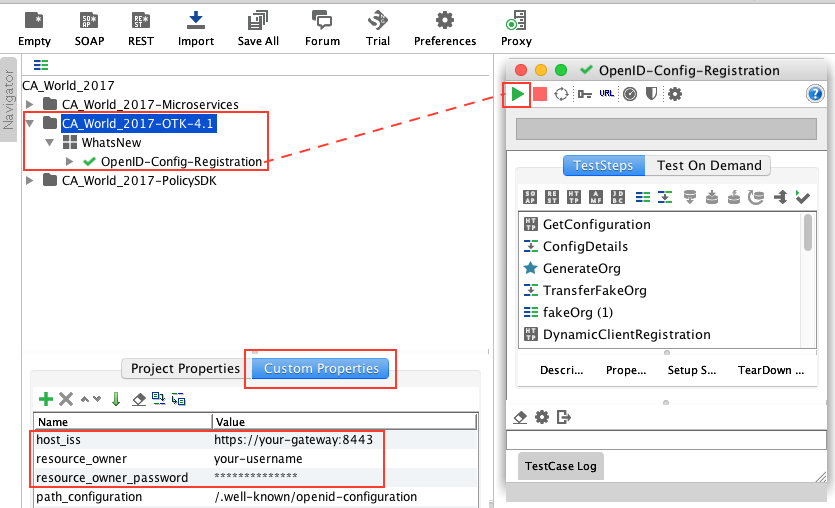 Empty SOAP REST Import Save All Forum Trial Preferences Proxy
Navigator
CA_World_2017
CA_World_2017-Microservices
CA_World_2017-OTK-4.1
WhatsNew
OpenID-Config-Registration
CA_World_2017-PolicySDK
Project Properties Custom Properties
Name Value
host_iss https://your-gateway:8443
resource_owner your-username
resource_owner_password **************
path_configuration /.well-known/openid-configuration
OpenID-Config-Registration
URL
TestSteps Test On Demand
GetConfiguration
ConfigDetails
GenerateOrg
TransferFakeOrg
fakeOrg (1)
DynamicClientRegistration
Descri... Prope... Setup S... TearDown ...
TestCase Log